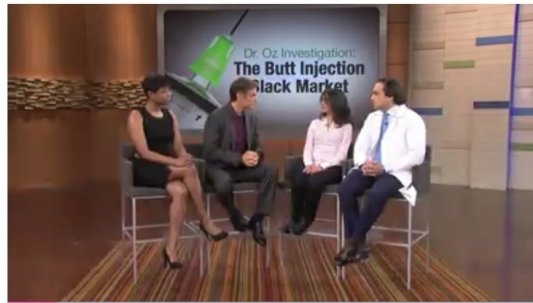 Dr. Oz Investigation:
The Butt Injection
Black Market